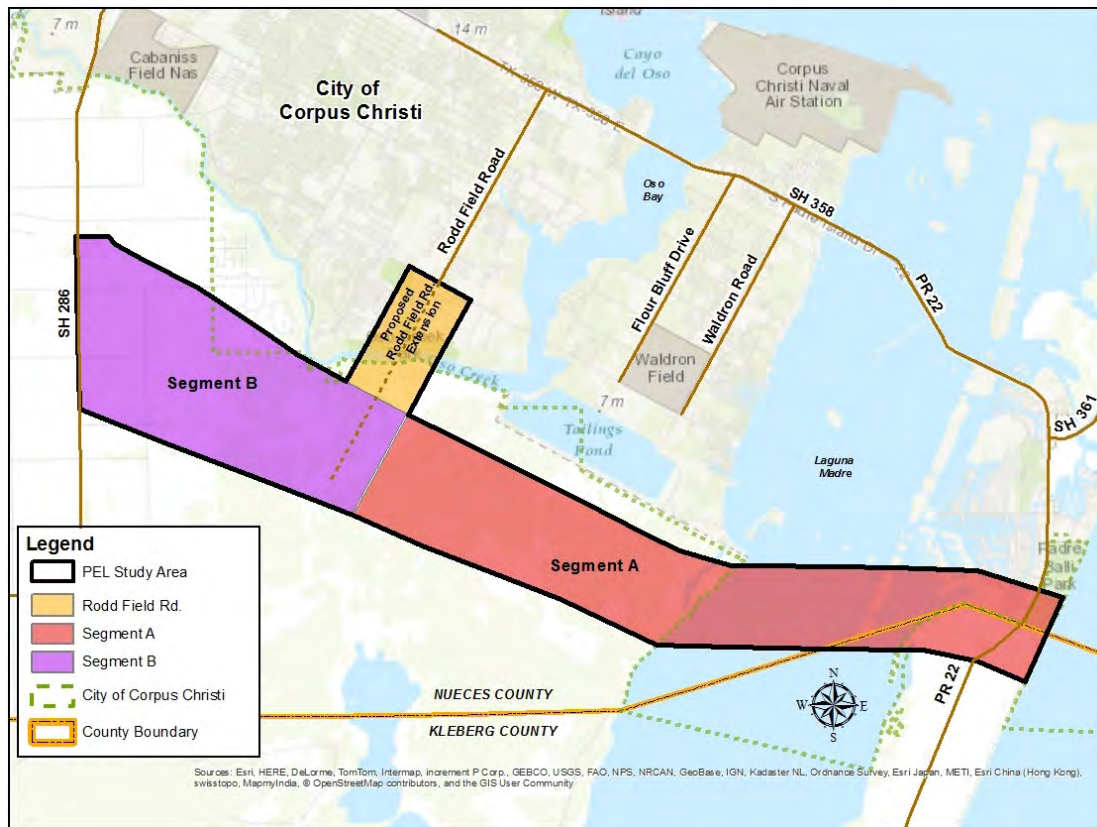 7 m
14 m
Island
Cabaniss
Field Nas
City of
Corpus Christi
Cayo
del Oso
Corpus
Christi Naval
Air Station
Rodd Field Road
Oso
Bay
SH 358
Flour Bluff Drive
Waldron Road
PR 22
SH 286
Proposed
Rodd Field Rd.
Extension
Segment B
Waldron
Field
SH 361
7 m
Tailings
Pond
Laguna
Madre
Padre
Balli
Park
Segment A
Legend
PEL Study Area
Rodd Field Rd.
Segment A
Segment B
City of Corpus Christi
County Boundary
NUECES COUNTY
KLEBERG COUNTY
N
W
E
S
PR 22
Sources: Esri, HERE, DeLorme, TomTom, Intermap, increment P Corp., GEBCO, USGS, FAO, NPS, NRCAN, GeoBase, IGN, Kadaster NL, Ordnance Survey, Esri Japan, METI, Esri China (Hong Kong),
swisstopo, MapmyIndia, © OpenStreetMap contributors, and the GIS User Community